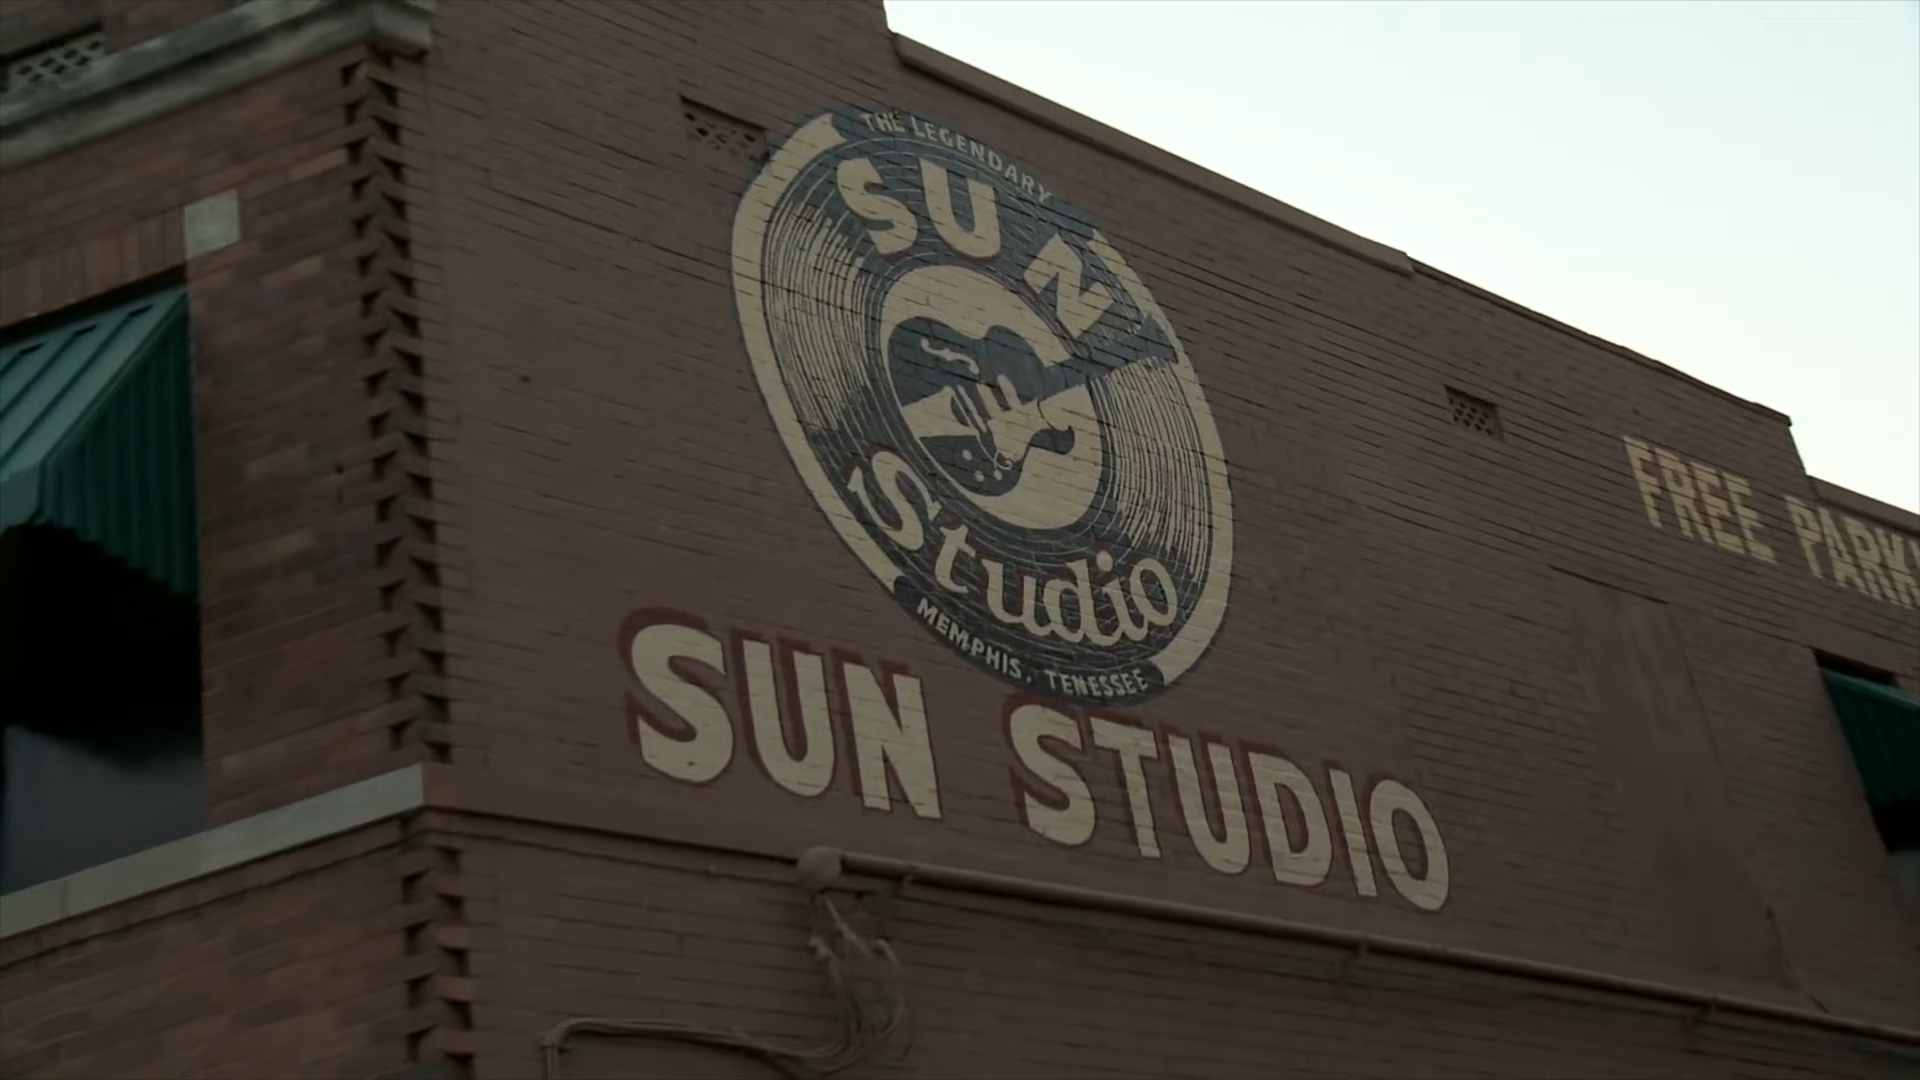 THE LEGENDARY
SUN
Studio
MEMPHIS, TENESSEE
SUN STUDIO
FREE PARK